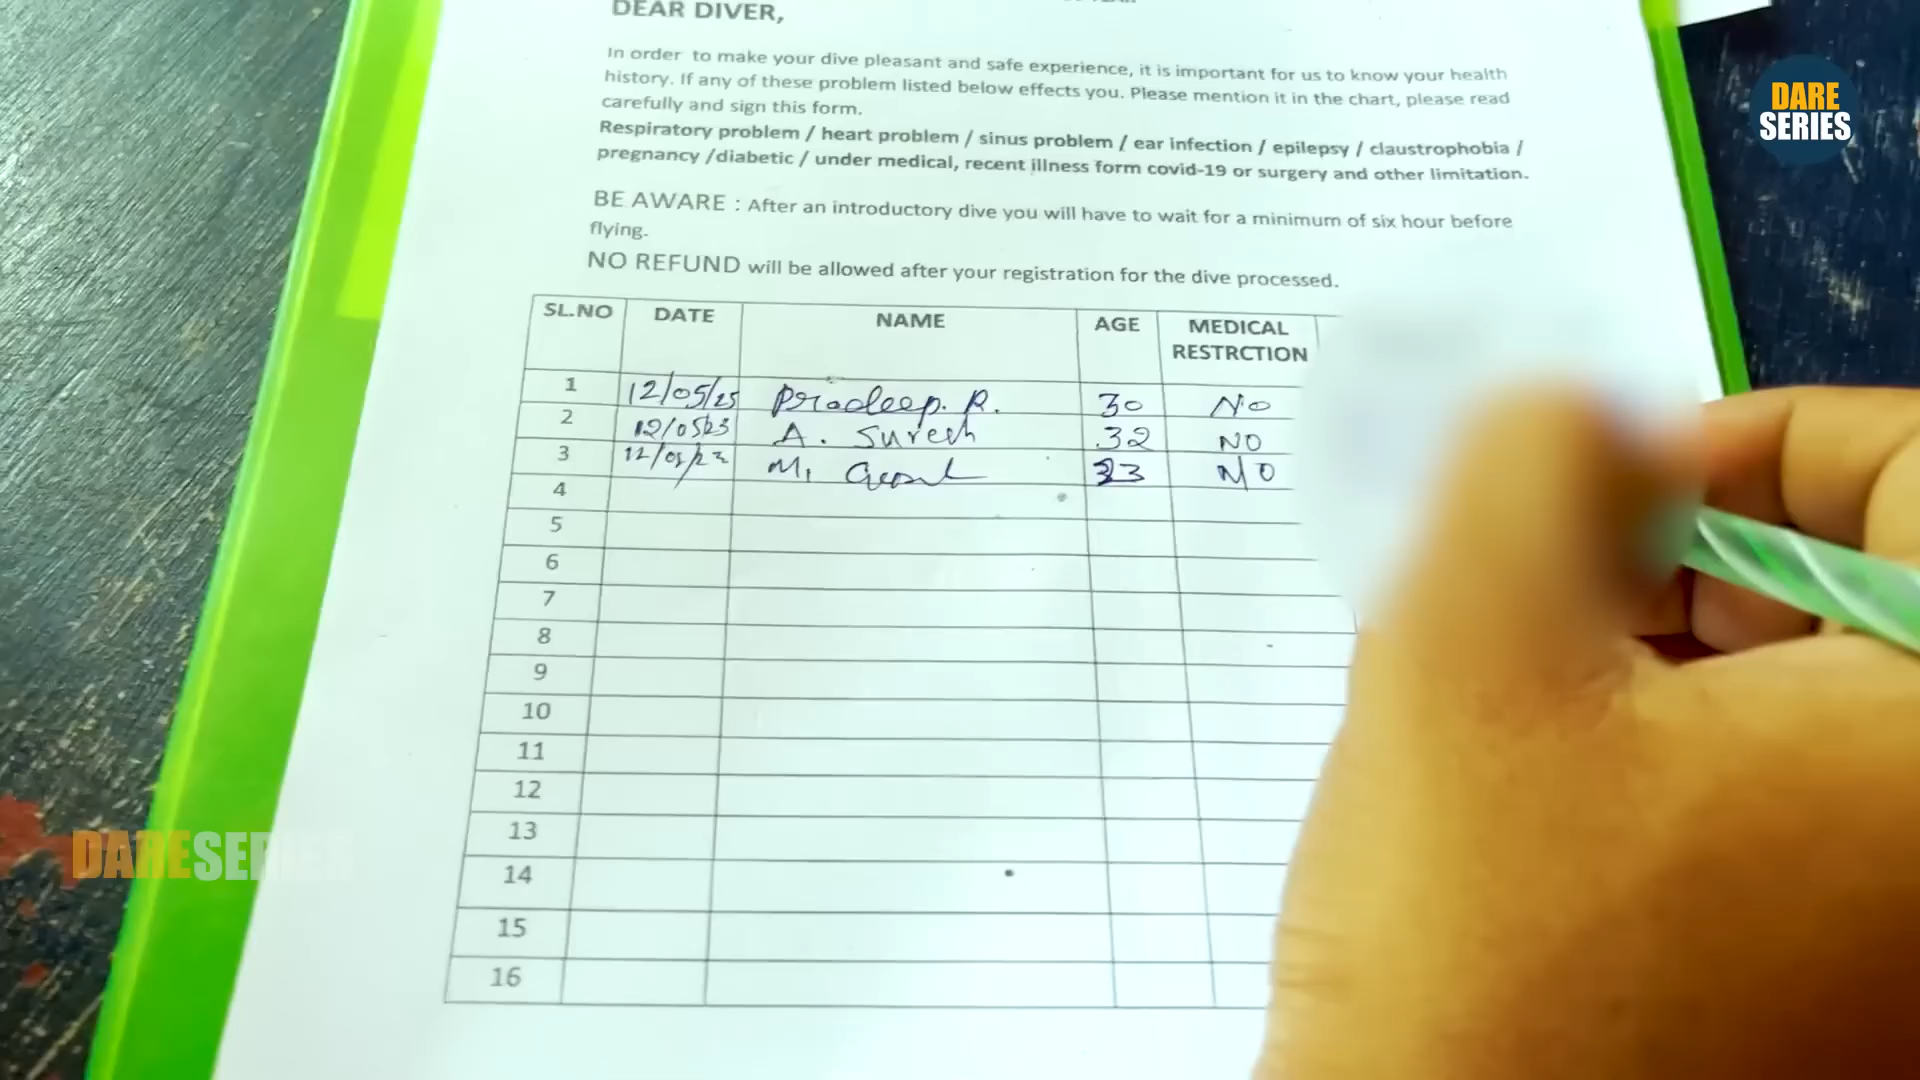 DEAR DIVER,
In order to make your dive pleasant and safe experience, it is important for us to know your health
history. If any of these problem listed below effects you. Please mention it in the chart, please read
carefully and sign this form.
Respiratory problem / heart problem / sinus problem / ear infection / epilepsy / claustrophobia /
pregnancy /diabetic / under medical, recent illness form covid-19 or surgery and other limitation.
BE AWARE : After an introductory dive you will have to wait for a minimum of six hour before
flying.
NO REFUND will be allowed after your registration for the dive processed.
SL.NO DATE NAME AGE MEDICAL RESTRCTION
1 12/05/25 Pradeep. R. 30 No
2 12/05/23 A. Suresh 32 NO
3 M. 33 NO
4
5
6
7
8
9
10
11
12
13
14
15
16
DARE
SERIES
DARESERIES